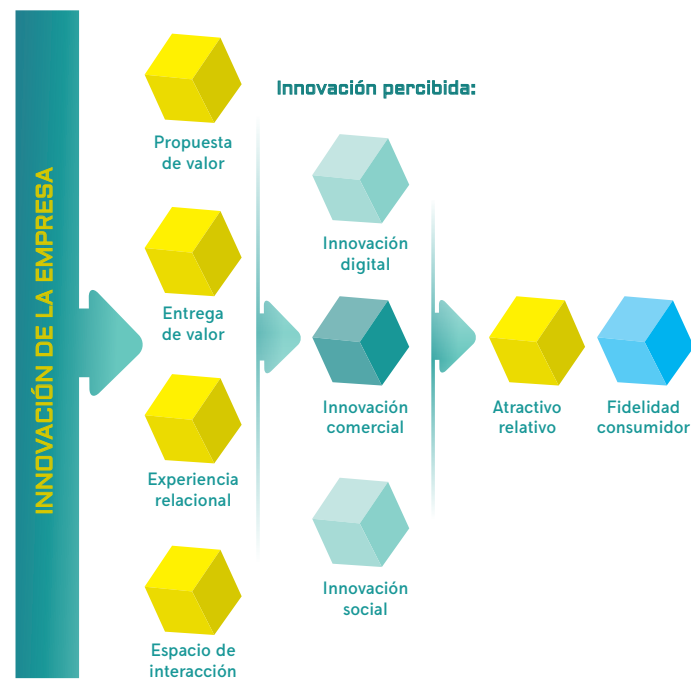 INNOVACIÓN DE LA EMPRESA
Propuesta
de valor
Entrega
de valor
Experiencia
relacional
Espacio de
interacción
Innovación percibida:
Innovación
digital
Innovación
comercial
Innovación
social
Atractivo
relativo
Fidelidad
consumidor